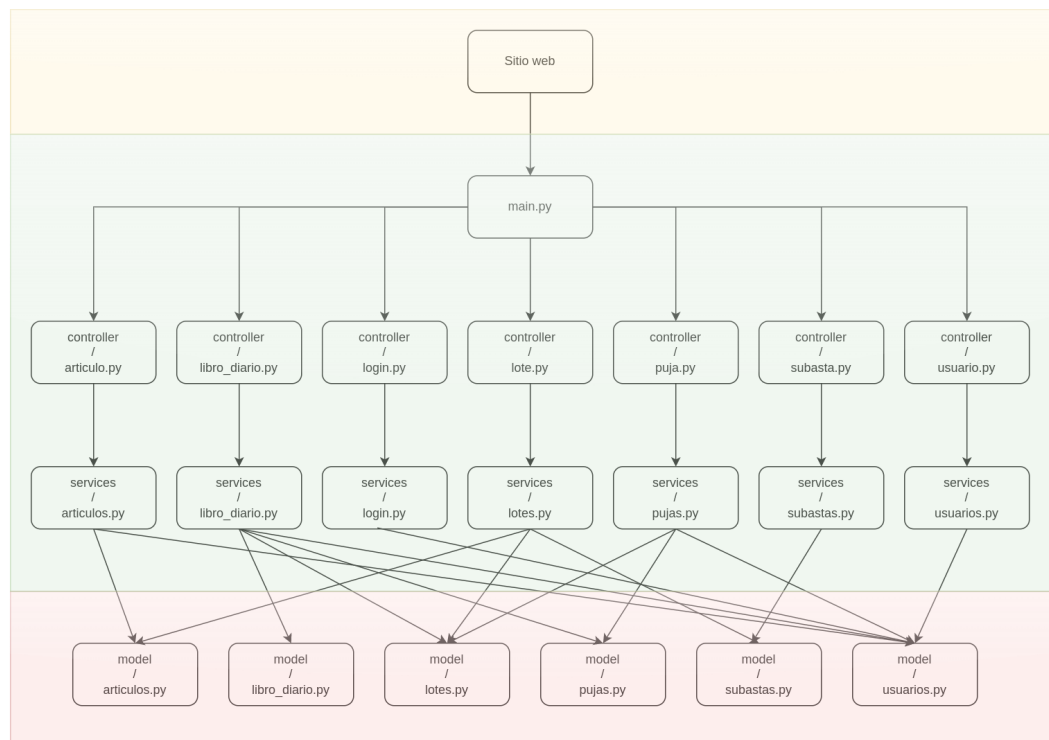 Sitio web
main.py
controller
/
articulo.py
controller
/
libro_diario.py
controller
/
login.py
controller
/
lote.py
controller
/
puja.py
controller
/
subasta.py
controller
/
usuario.py
services
/
articulos.py
services
/
libro_diario.py
services
/
login.py
services
/
lotes.py
services
/
pujas.py
services
/
subastas.py
services
/
usuarios.py
model
/
articulos.py
model
/
libro_diario.py
model
/
lotes.py
model
/
pujas.py
model
/
subastas.py
model
/
usuarios.py